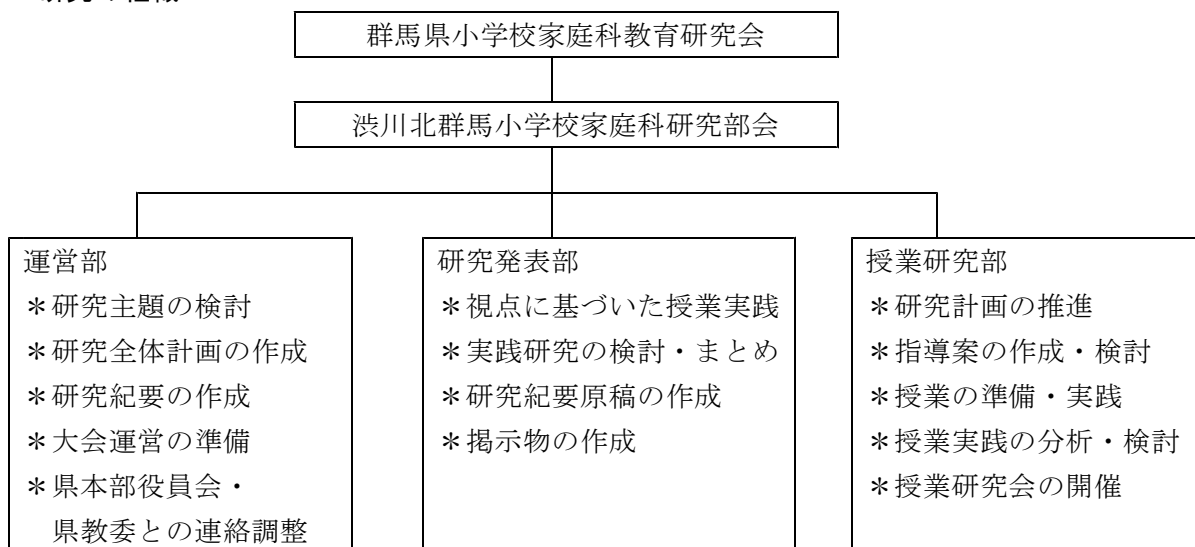 群馬県小学校家庭科教育研究会
渋川北群馬小学校家庭科研究部会
運営部
＊研究主題の検討
＊研究全体計画の作成
＊研究紀要の作成
＊大会運営の準備
＊県本部役員会・
県教委との連絡調整
研究発表部
＊視点に基づいた授業実践
＊実践研究の検討・まとめ
＊研究紀要原稿の作成
＊掲示物の作成
授業研究部
＊研究計画の推進
＊指導案の作成・検討
＊授業の準備・実践
＊授業実践の分析・検討
＊授業研究会の開催